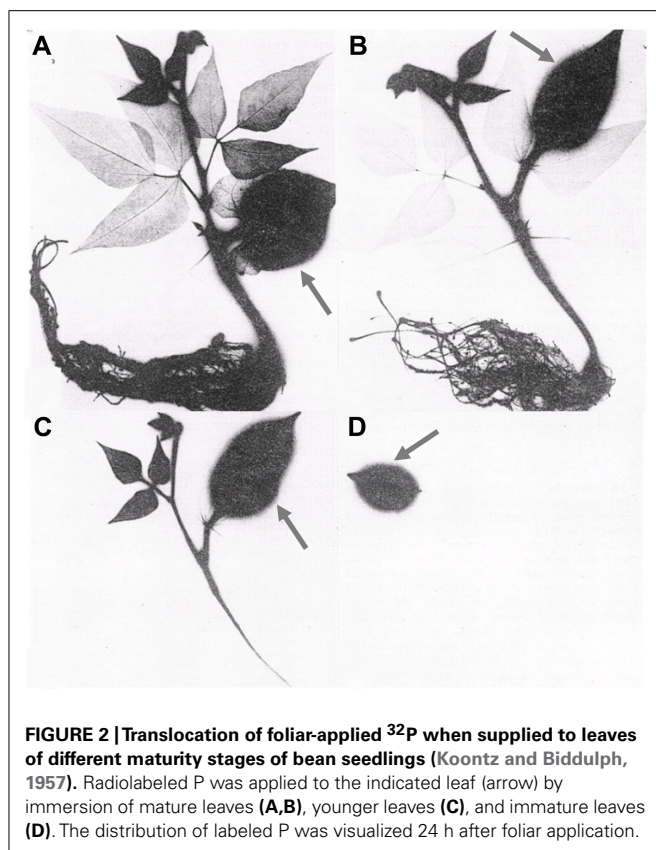 A
B
C
D
FIGURE 2 | Translocation of foliar-applied ³²P when supplied to leaves
of different maturity stages of bean seedlings (Koontz and Biddulph,
1957). Radiolabeled P was applied to the indicated leaf (arrow) by
immersion of mature leaves (A,B), younger leaves (C), and immature leaves
(D). The distribution of labeled P was visualized 24 h after foliar application.